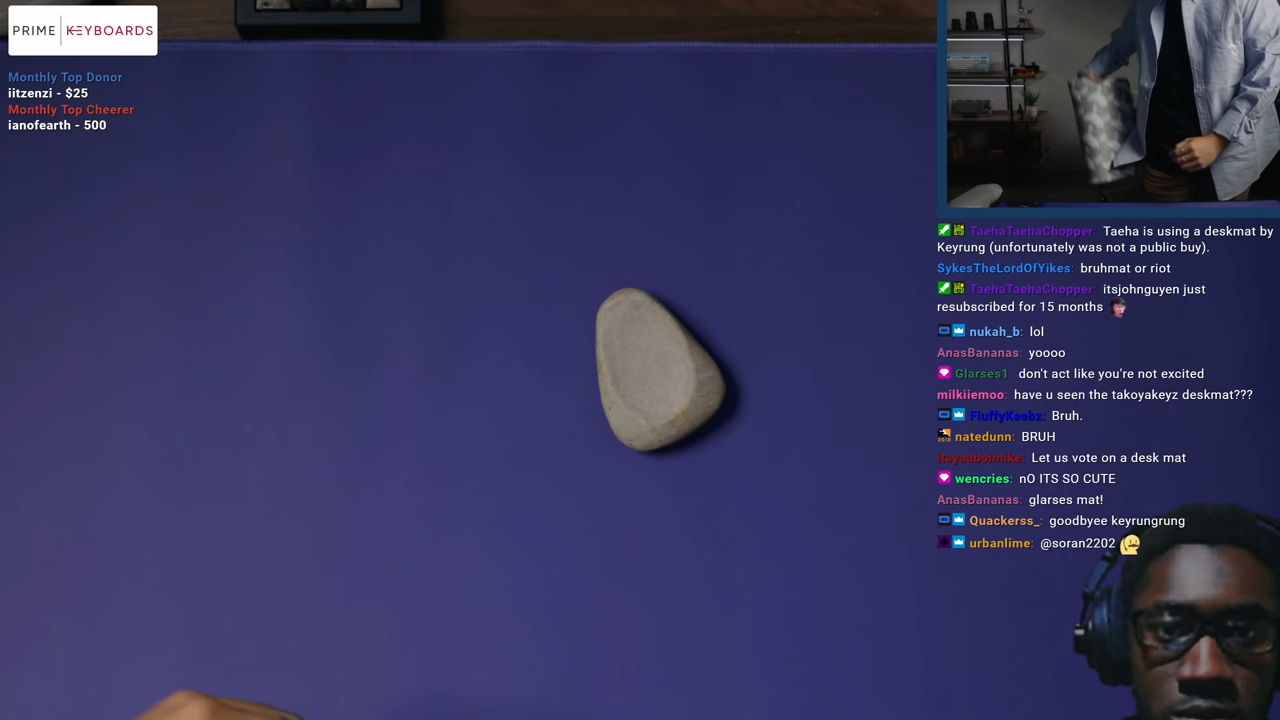 PRIME | KEYBOARDS
Monthly Top Donor
iitzenzi - $25
Monthly Top Cheerer
ianofearth - 500
TaehaTaehaChopper: Taeha is using a deskmat by
Keyrung (unfortunately was not a public buy).
SykesTheLordOfYikes: bruhmat or riot
TaehaTaehaChopper: itsjohnguyen just
resubscribed for 15 months
nukah_b: lol
AnasBananas: yoooo
Glarses1: don't act like you're not excited
milkiiemoo: have u seen the takoyakeyz deskmat???
FluffyKeebz: Bruh.
natedunn: BRUH
itsyaaboimike: Let us vote on a desk mat
wencries: nO ITS SO CUTE
AnasBananas: glarses mat!
Quackerss_: goodbyee keyrungrung
urbanlime: @soran2202